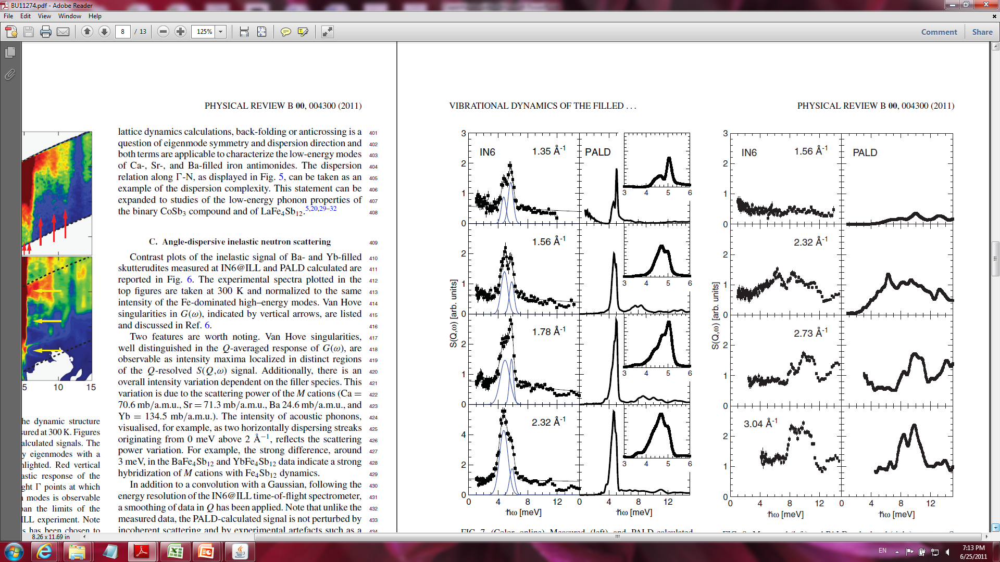 BU11274.pdf - Adobe Reader
File Edit View Window Help
8 / 13 125% Comment Share
PHYSICAL REVIEW B 00, 004300 (2011)
5 10 15
he dynamic structure
sured at 300 K. Figures
alculated signals. The
y eigenmodes with a
hlighted. Red vertical
astic response of the
ght Γ points at which
modes is observable
pan the limits of the
ILL experiment. Note
s has been chosen to
lattice dynamics calculations, back-folding or anticrossing is a 401
question of eigenmode symmetry and dispersion direction and 402
both terms are applicable to characterize the low-energy modes 403
of Ca-, Sr-, and Ba-filled iron antimonides. The dispersion 404
relation along Γ-N, as displayed in Fig. 5, can be taken as an 405
example of the dispersion complexity. This statement can be 406
expanded to studies of the low-energy phonon properties of 407
the binary CoSb3 compound and of LaFe4Sb12.5,20,29–32 408
C. Angle-dispersive inelastic neutron scattering 409
Contrast plots of the inelastic signal of Ba- and Yb-filled 410
skutterudites measured at IN6@ILL and PALD calculated are 411
reported in Fig. 6. The experimental spectra plotted in the 412
top figures are taken at 300 K and normalized to the same 413
intensity of the Fe-dominated high–energy modes. Van Hove 414
singularities in G(ω), indicated by vertical arrows, are listed 415
and discussed in Ref. 6. 416
Two features are worth noting. Van Hove singularities, 417
well distinguished in the Q-averaged response of G(ω), are 418
observable as intensity maxima localized in distinct regions 419
of the Q-resolved S(Q,ω) signal. Additionally, there is an 420
overall intensity variation dependent on the filler species. This 421
variation is due to the scattering power of the M cations (Ca = 422
70.6 mb/a.m.u., Sr = 71.3 mb/a.m.u., Ba 24.6 mb/a.m.u., and 423
Yb = 134.5 mb/a.m.u.). The intensity of acoustic phonons, 424
visualised, for example, as two horizontally dispersing streaks 425
originating from 0 meV above 2 Å−1, reflects the scattering 426
power variation. For example, the strong difference, around 427
3 meV, in the BaFe4Sb12 and YbFe4Sb12 data indicate a strong 428
hybridization of M cations with Fe4Sb12 dynamics. 429
In addition to a convolution with a Gaussian, following the 430
energy resolution of the IN6@ILL time-of-flight spectrometer, 431
a smoothing of data in Q has been applied. Note that unlike the 432
measured data, the PALD-calculated signal is not perturbed by 433
incoherent scattering and by experimental artefacts such as a 434
VIBRATIONAL DYNAMICS OF THE FILLED . . . PHYSICAL REVIEW B 00, 004300 (2011)
S(Q,ω) [arb. units]
3 IN6 1.35 Å-1 PALD
2
1
0
3 4 5 6
1.56 Å-1
2
1
0
3 4 5 6
1.78 Å-1
2
1
0
3 4 5 6
2.32 Å-1
4
2
0
3 4 5 6
0 4 8 12 0 4 8 12
ħω [meV] ħω [meV]
S(Q,ω) [arb. units]
3 IN6 1.56 Å-1 PALD
2
1
0
2.32 Å-1
2
1
0
2.73 Å-1
2
1
0
3.04 Å-1
2
1
0
0 4 8 12 0 4 8 12
ħω [meV] ħω [meV]
FIG. 7. (Color online) Measured (left) and PALD-calculated
8.26 x 11.69 in
EN 7:13 PM
6/25/2011